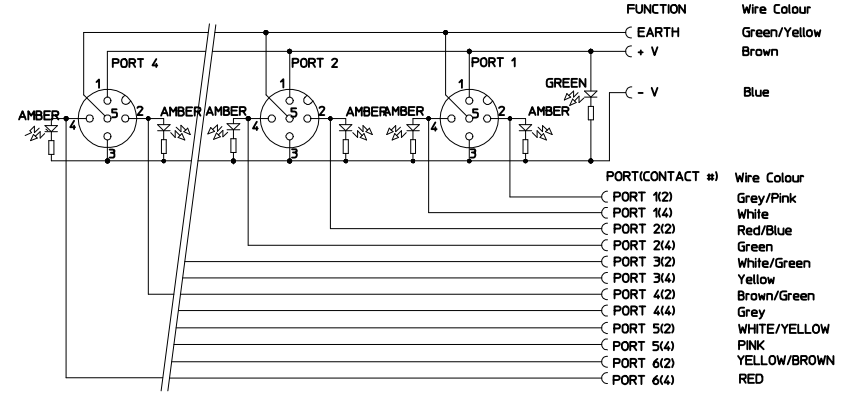 FUNCTION Wire Colour
EARTH Green/Yellow
+ V Brown
PORT 4 PORT 2 PORT 1
GREEN
- V Blue
1 1 1
AMBER 4 5 2 AMBER AMBER 4 5 2 AMBER AMBER 4 5 2 AMBER
3 3 3
PORT(CONTACT #) Wire Colour
PORT 1(2) Grey/Pink
PORT 1(4) White
PORT 2(2) Red/Blue
PORT 2(4) Green
PORT 3(2) White/Green
PORT 3(4) Yellow
PORT 4(2) Brown/Green
PORT 4(4) Grey
PORT 5(2) WHITE/YELLOW
PORT 5(4) PINK
PORT 6(2) YELLOW/BROWN
PORT 6(4) RED